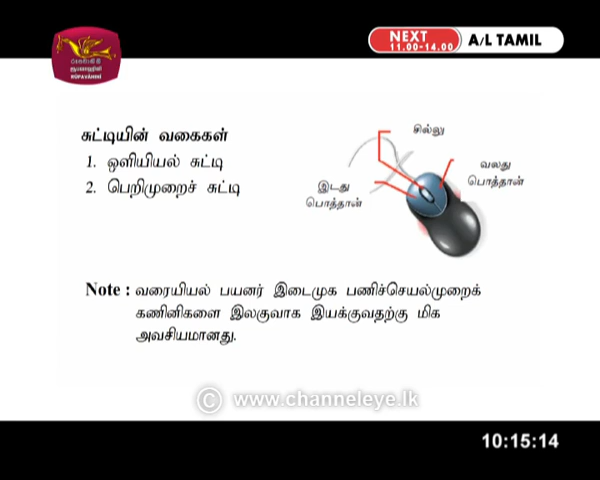 NEXT
11.00-14.00
A/L TAMIL
சுட்டியின் வகைகள்
1. ஒளியியல் சுட்டி
2. பெறிமுறைச் சுட்டி
சில்லு
வலது
பொத்தான்
இடது
பொத்தான்
Note : வரையியல் பயனர் இடைமுக பணிச்செயல்முறைக்
கணினிகளை இலகுவாக இயக்குவதற்கு மிக
அவசியமானது.
© www.channeleye.lk
10:15:14